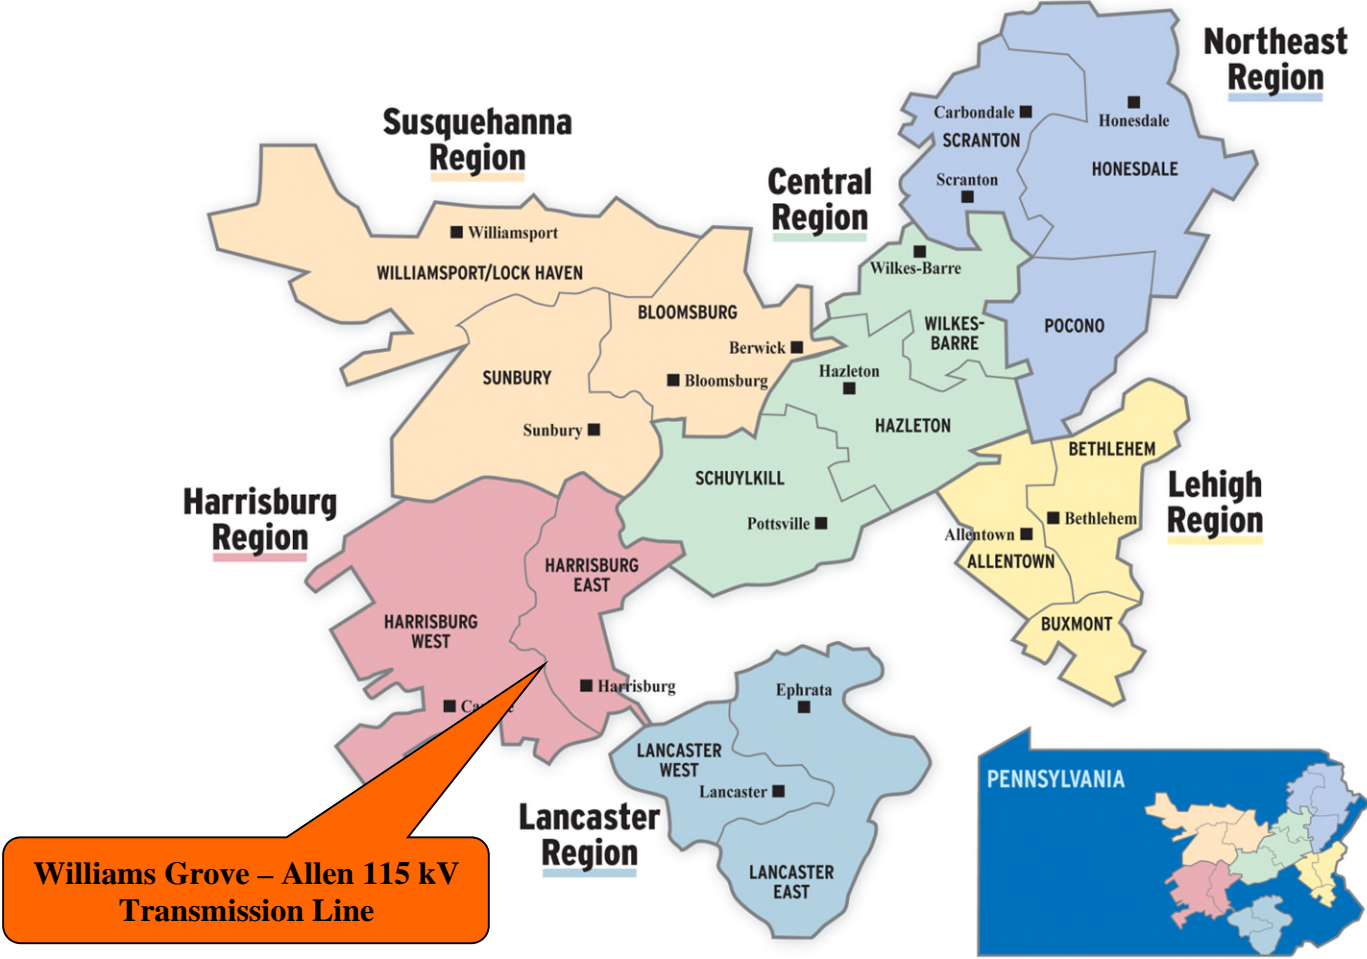 Northeast
Region
Carbondale
SCRANTON
Scranton
Honesdale
HONESDALE
POCONO
Susquehanna
Region
Williamsport
WILLIAMSPORT/LOCK HAVEN
BLOOMSBURG
Berwick
Bloomsburg
SUNBURY
Sunbury
Central
Region
Wilkes-Barre
WILKES-
BARRE
Hazleton
HAZLETON
SCHUYLKILL
Pottsville
BETHLEHEM
Lehigh
Region
Bethlehem
Allentown
ALLENTOWN
BUXMONT
Harrisburg
Region
HARRISBURG
EAST
HARRISBURG
WEST
Harrisburg
Ephrata
LANCASTER
WEST
Lancaster
Lancaster
Region
LANCASTER
EAST
Williams Grove – Allen 115 kV
Transmission Line
PENNSYLVANIA